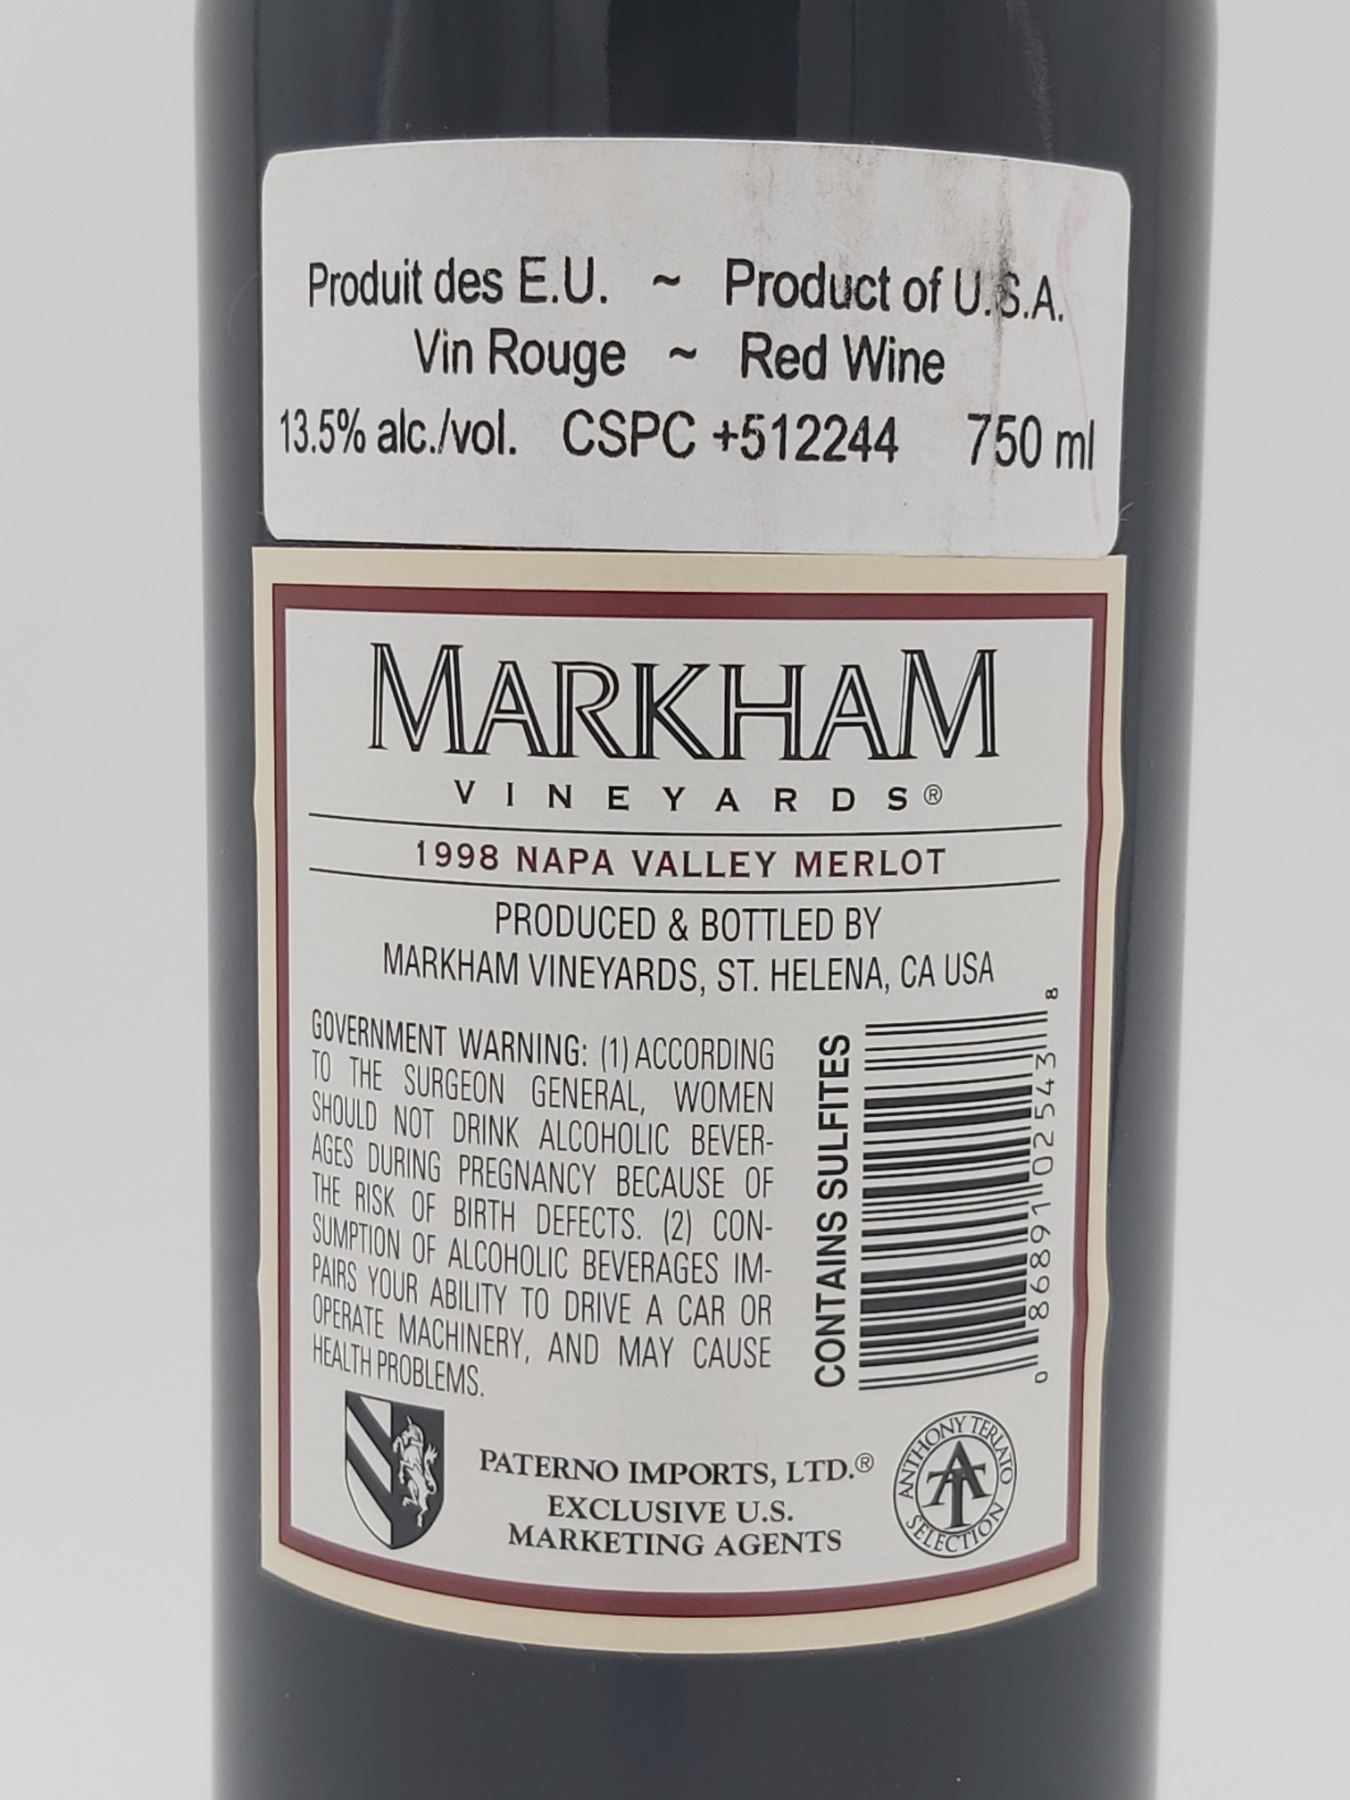 Produit des E.U. ~ Product of U.S.A.
Vin Rouge ~ Red Wine
13.5% alc./vol. CSPC +512244 750 ml
MARKHAM
VINEYARDS®
1998 NAPA VALLEY MERLOT
PRODUCED & BOTTLED BY
MARKHAM VINEYARDS, ST. HELENA, CA USA
GOVERNMENT WARNING: (1) ACCORDING
TO THE SURGEON GENERAL, WOMEN
SHOULD NOT DRINK ALCOHOLIC BEVER-
AGES DURING PREGNANCY BECAUSE OF
THE RISK OF BIRTH DEFECTS. (2) CON-
SUMPTION OF ALCOHOLIC BEVERAGES IM-
PAIRS YOUR ABILITY TO DRIVE A CAR OR
OPERATE MACHINERY, AND MAY CAUSE
HEALTH PROBLEMS.
CONTAINS SULFITES
0 86891 02543 8
PATERNO IMPORTS, LTD.®
EXCLUSIVE U.S.
MARKETING AGENTS
ANTHONY TERLATO
AT
SELECTION